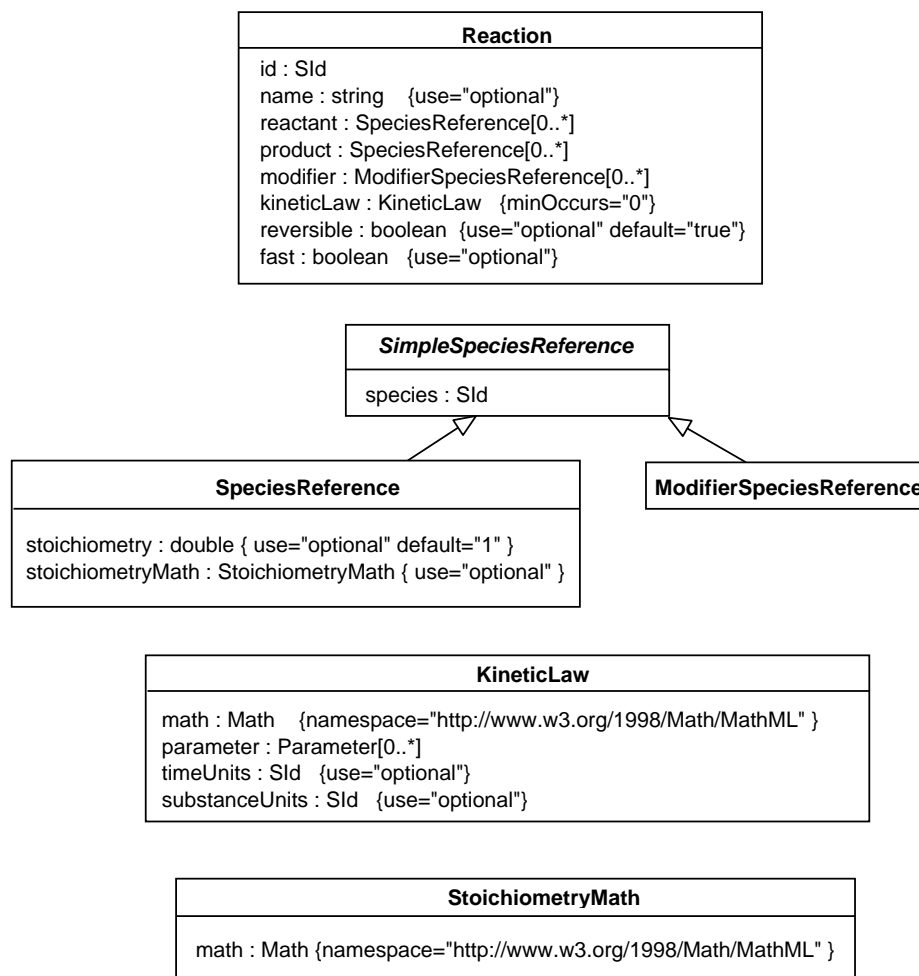 Reaction
id : SId
name : string {use="optional"}
reactant : SpeciesReference[0..*]
product : SpeciesReference[0..*]
modifier : ModifierSpeciesReference[0..*]
kineticLaw : KineticLaw {minOccurs="0"}
reversible : boolean {use="optional" default="true"}
fast : boolean {use="optional"}
SimpleSpeciesReference
species : SId
SpeciesReference
stoichiometry : double { use="optional" default="1" }
stoichiometryMath : StoichiometryMath { use="optional" }
ModifierSpeciesReference
KineticLaw
math : Math {namespace="http://www.w3.org/1998/Math/MathML" }
parameter : Parameter[0..*]
timeUnits : SId {use="optional"}
substanceUnits : SId {use="optional"}
StoichiometryMath
math : Math {namespace="http://www.w3.org/1998/Math/MathML" }